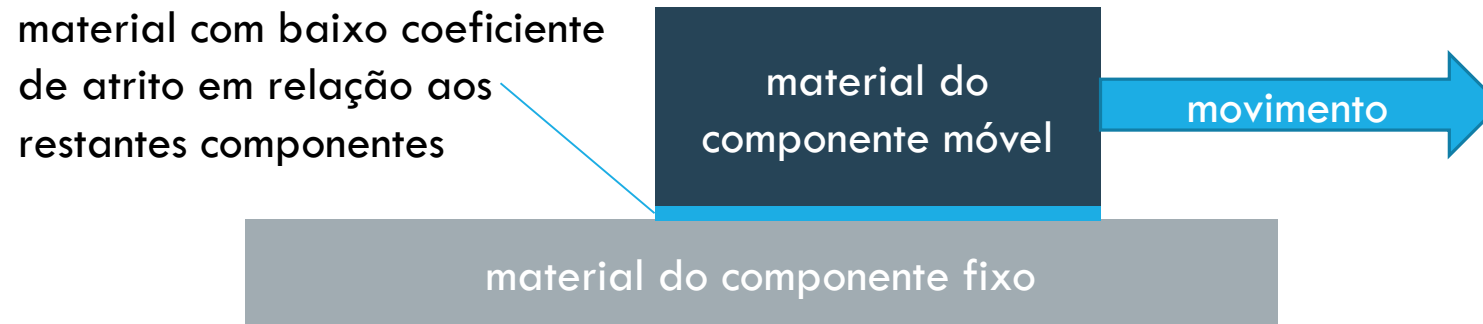 material com baixo coeficiente
de atrito em relação aos
restantes componentes
material do
componente móvel
movimento
material do componente fixo